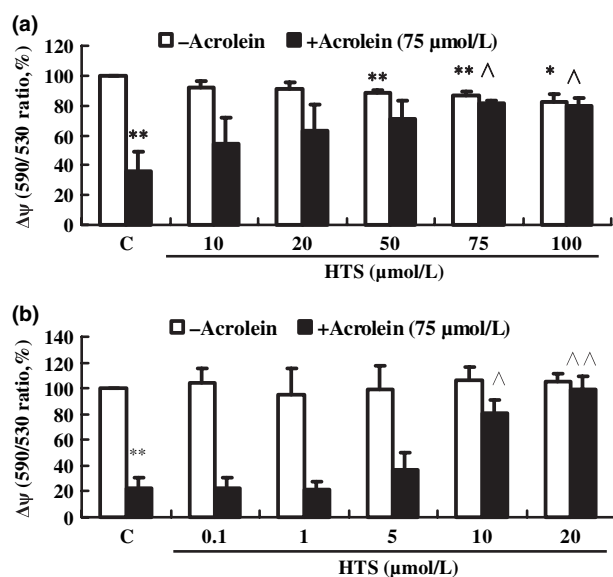 (a)
120
−Acrolein +Acrolein (75 µmol/L)
100
80
60
40
20
0
Δψ (590/530 ratio,%)
** ** ** ^ * ^
C 10 20 50 75 100
HTS (µmol/L)
(b)
140
−Acrolein +Acrolein (75 µmol/L)
120
100
80
60
40
20
0
Δψ (590/530 ratio,%)
** ^ ^^
C 0.1 1 5 10 20
HTS (µmol/L)